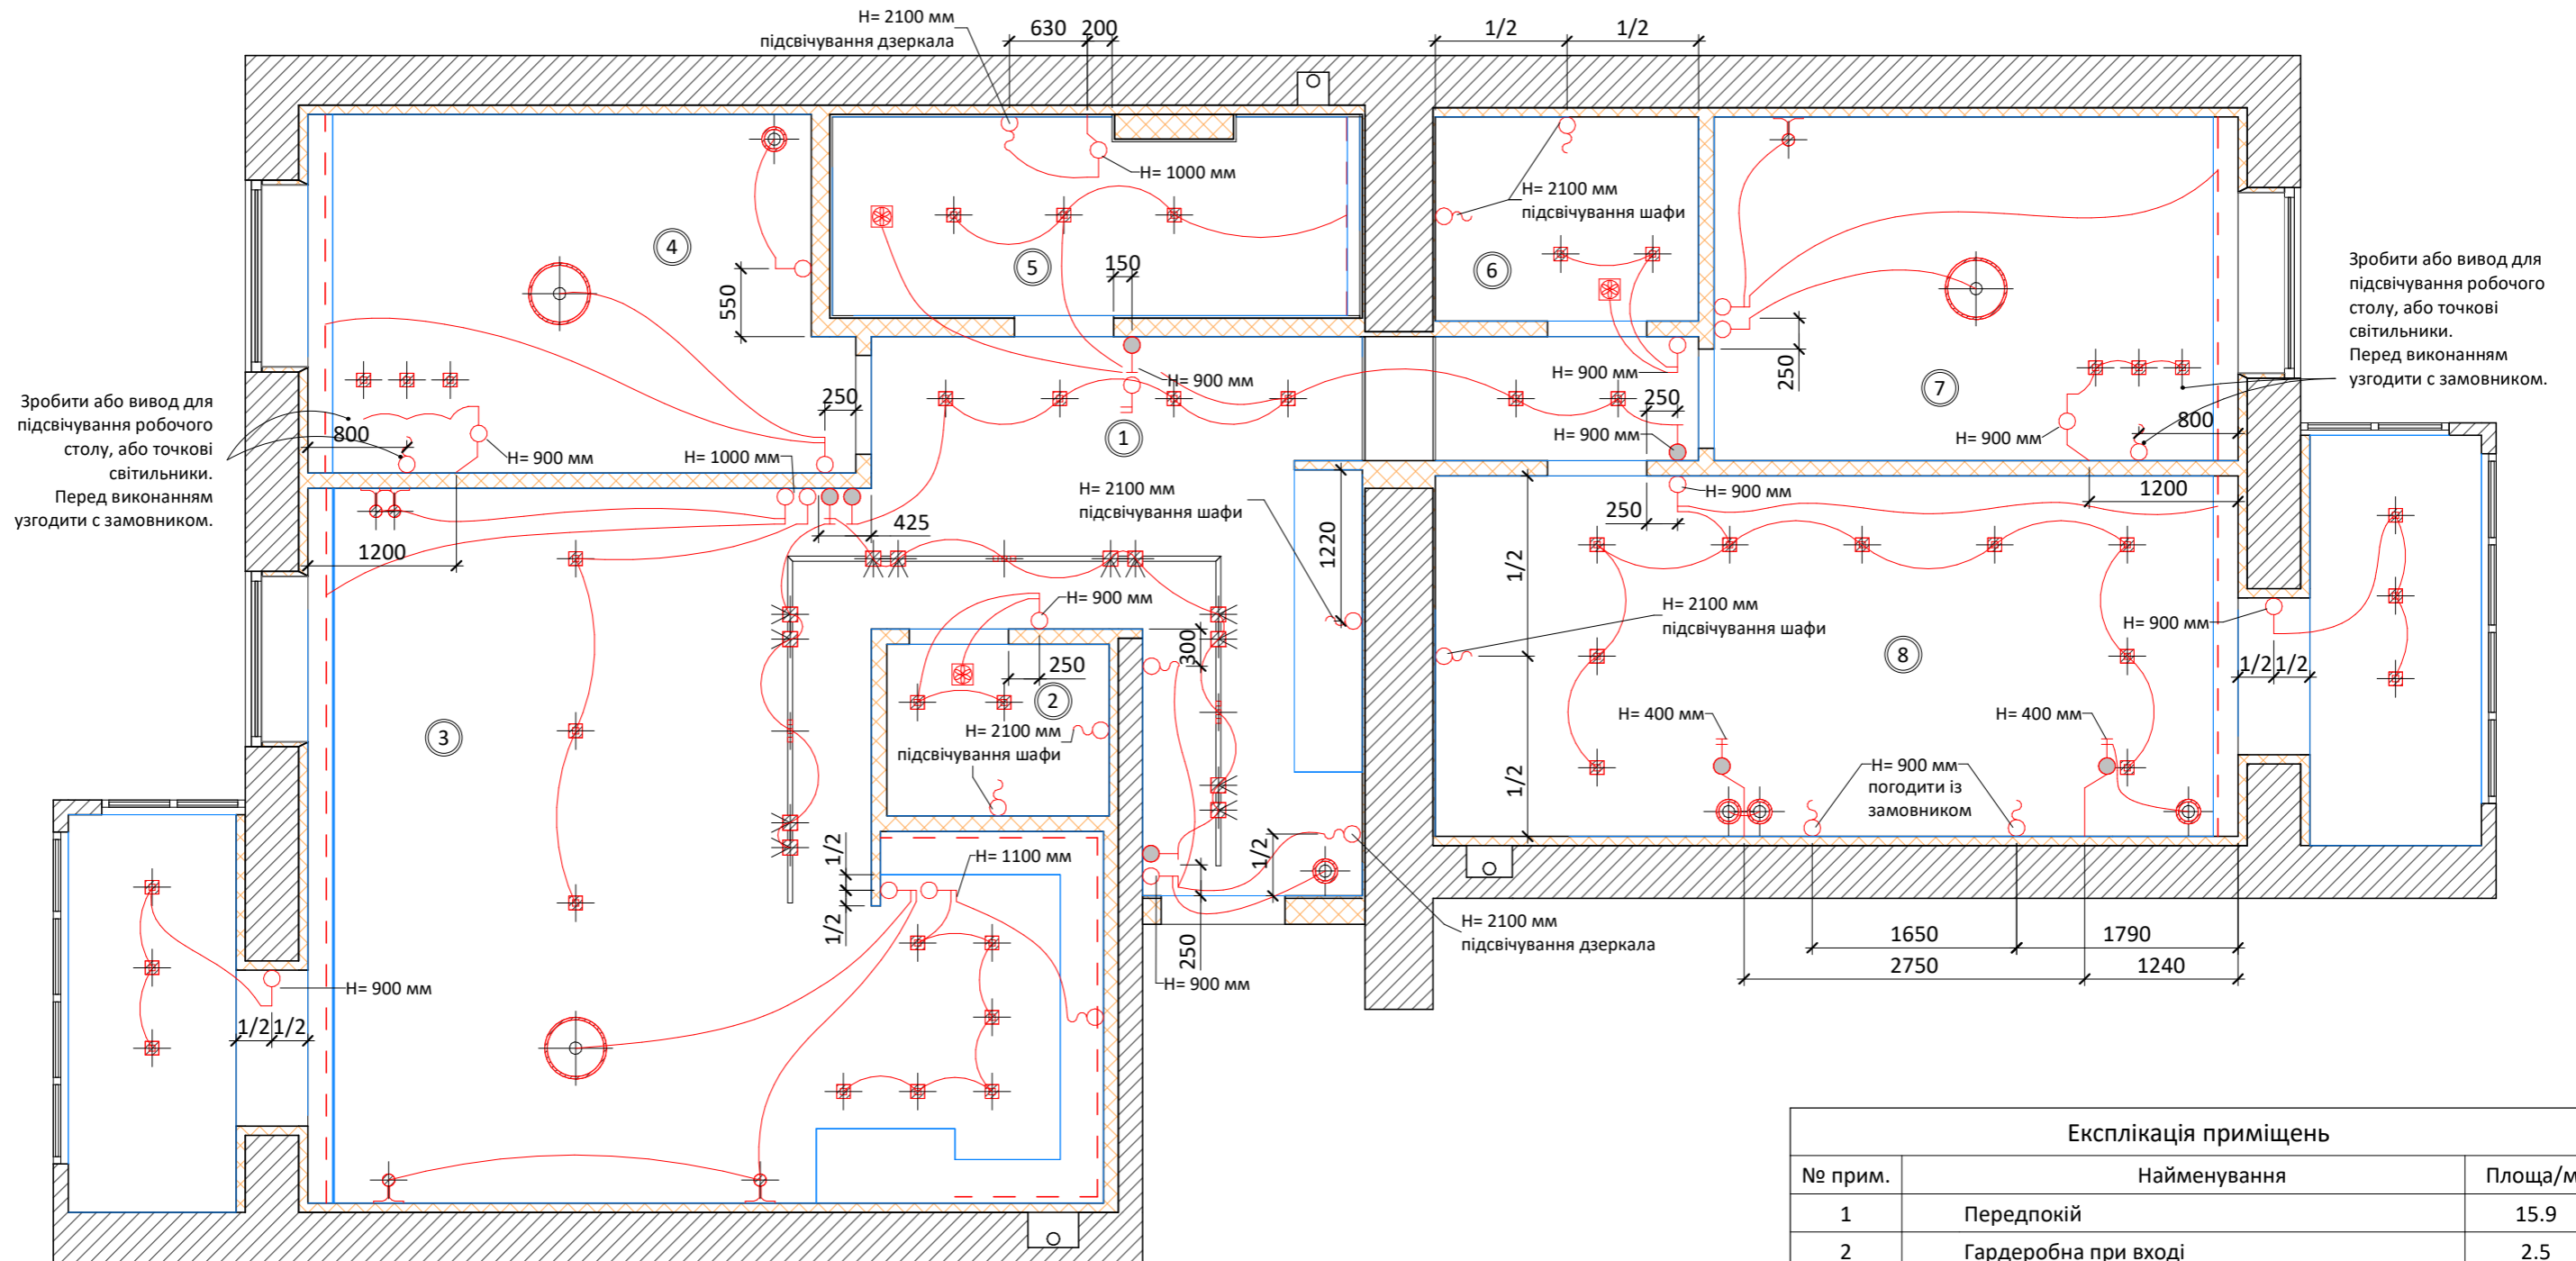 H= 2100 мм
підсвічування дзеркала
630
200
1/2
1/2
H= 1000 мм
H= 2100 мм
підсвічування шафи
4
5
6
150
550
250
Зробити або вивод для
підсвічування робочого
столу, або точкові
світильники.
Перед виконанням
узгодити с замовником.
H= 900 мм
H= 900 мм
7
250
250
Зробити або вивод для
підсвічування робочого
столу, або точкові
світильники.
Перед виконанням
узгодити с замовником.
800
H= 900 мм
H= 1000 мм
1
H= 900 мм
H= 900 мм
800
1200
425
H= 2100 мм
підсвічування шафи
1220
H= 900 мм
250
1200
1/2
H= 900 мм
300
H= 2100 мм
підсвічування шафи
8
H= 900 мм
1/2
1/2
250
2
3
H= 2100 мм
підсвічування шафи
H= 400 мм
H= 400 мм
H= 900 мм
погодити із
замовником
1/2
1/2
1/2
H= 1100 мм
1/2
250
H= 900 мм
H= 2100 мм
підсвічування дзеркала
1650
1790
2750
1240
H= 900 мм
1/2
1/2
Експлікація приміщень
№ прим.
Найменування
Площа/м
1
Передпокій
15.9
2
Гардеробна при вході
2.5